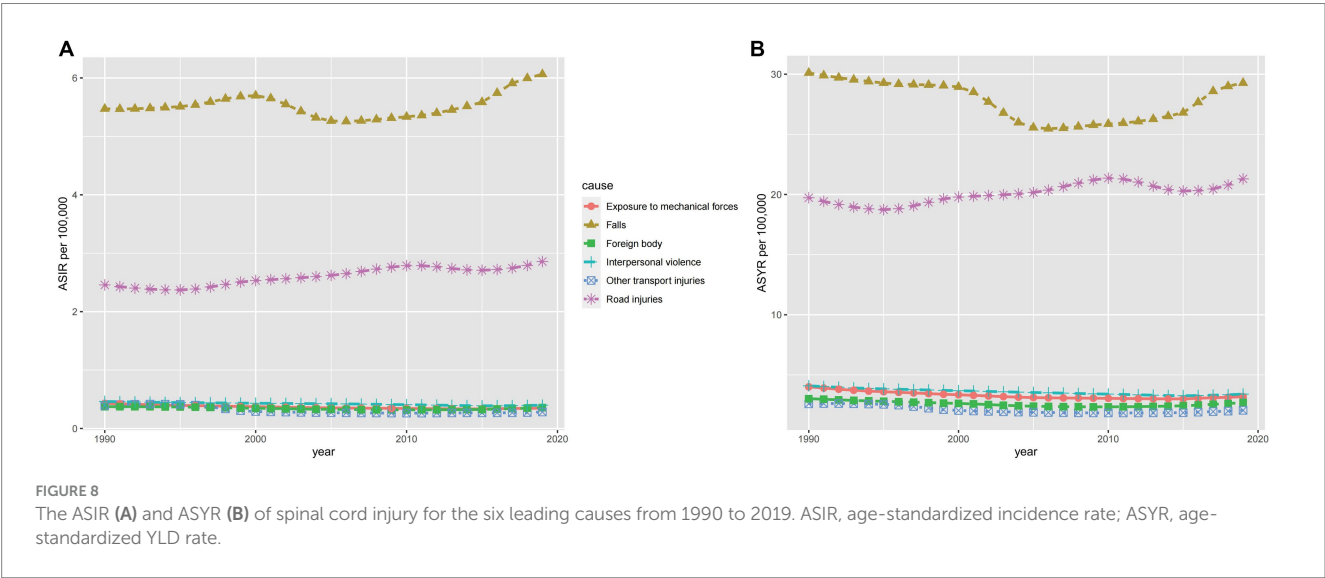 A
B
6
4
2
0
ASIR per 100,000
1990
2000
2010
2020
year
cause
Exposure to mechanical forces
Falls
Foreign body
Interpersonal violence
Other transport injuries
Road injuries
30
20
10
ASYR per 100,000
1990
2000
2010
2020
year
FIGURE 8
The ASIR (A) and ASYR (B) of spinal cord injury for the six leading causes from 1990 to 2019. ASIR, age-standardized incidence rate; ASYR, age-
standardized YLD rate.